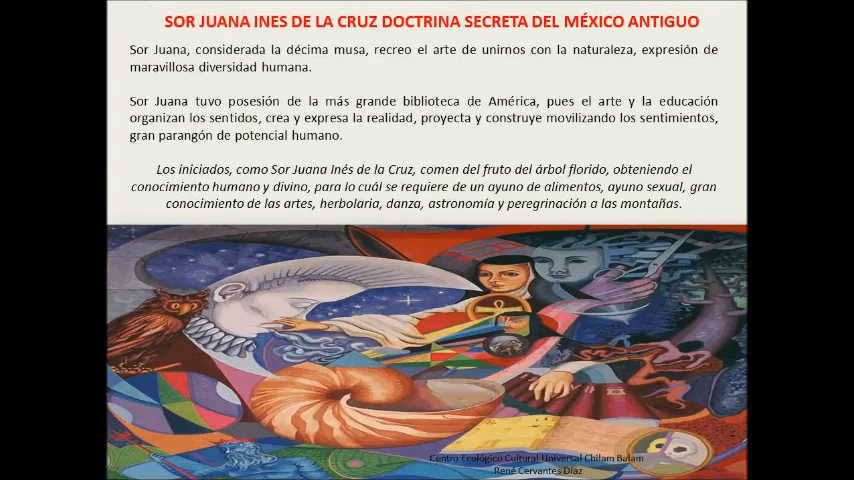 SOR JUANA INES DE LA CRUZ DOCTRINA SECRETA DEL MÉXICO ANTIGUO
Sor Juana, considerada la décima musa, recreo el arte de unirnos con la naturaleza, expresión de
maravillosa diversidad humana.
Sor Juana tuvo posesión de la más grande biblioteca de América, pues el arte y la educación
organizan los sentidos, crea y expresa la realidad, proyecta y construye movilizando los sentimientos,
gran parangón de potencial humano.
Los iniciados, como Sor Juana Inés de la Cruz, comen del fruto del árbol florido, obteniendo el
conocimiento humano y divino, para lo cuál se requiere de un ayuno de alimentos, ayuno sexual, gran
conocimiento de las artes, herbolaria, danza, astronomía y peregrinación a las montañas.
Centro Ecológico Cultural Universal Chilam Balam
René Cervantes Díaz